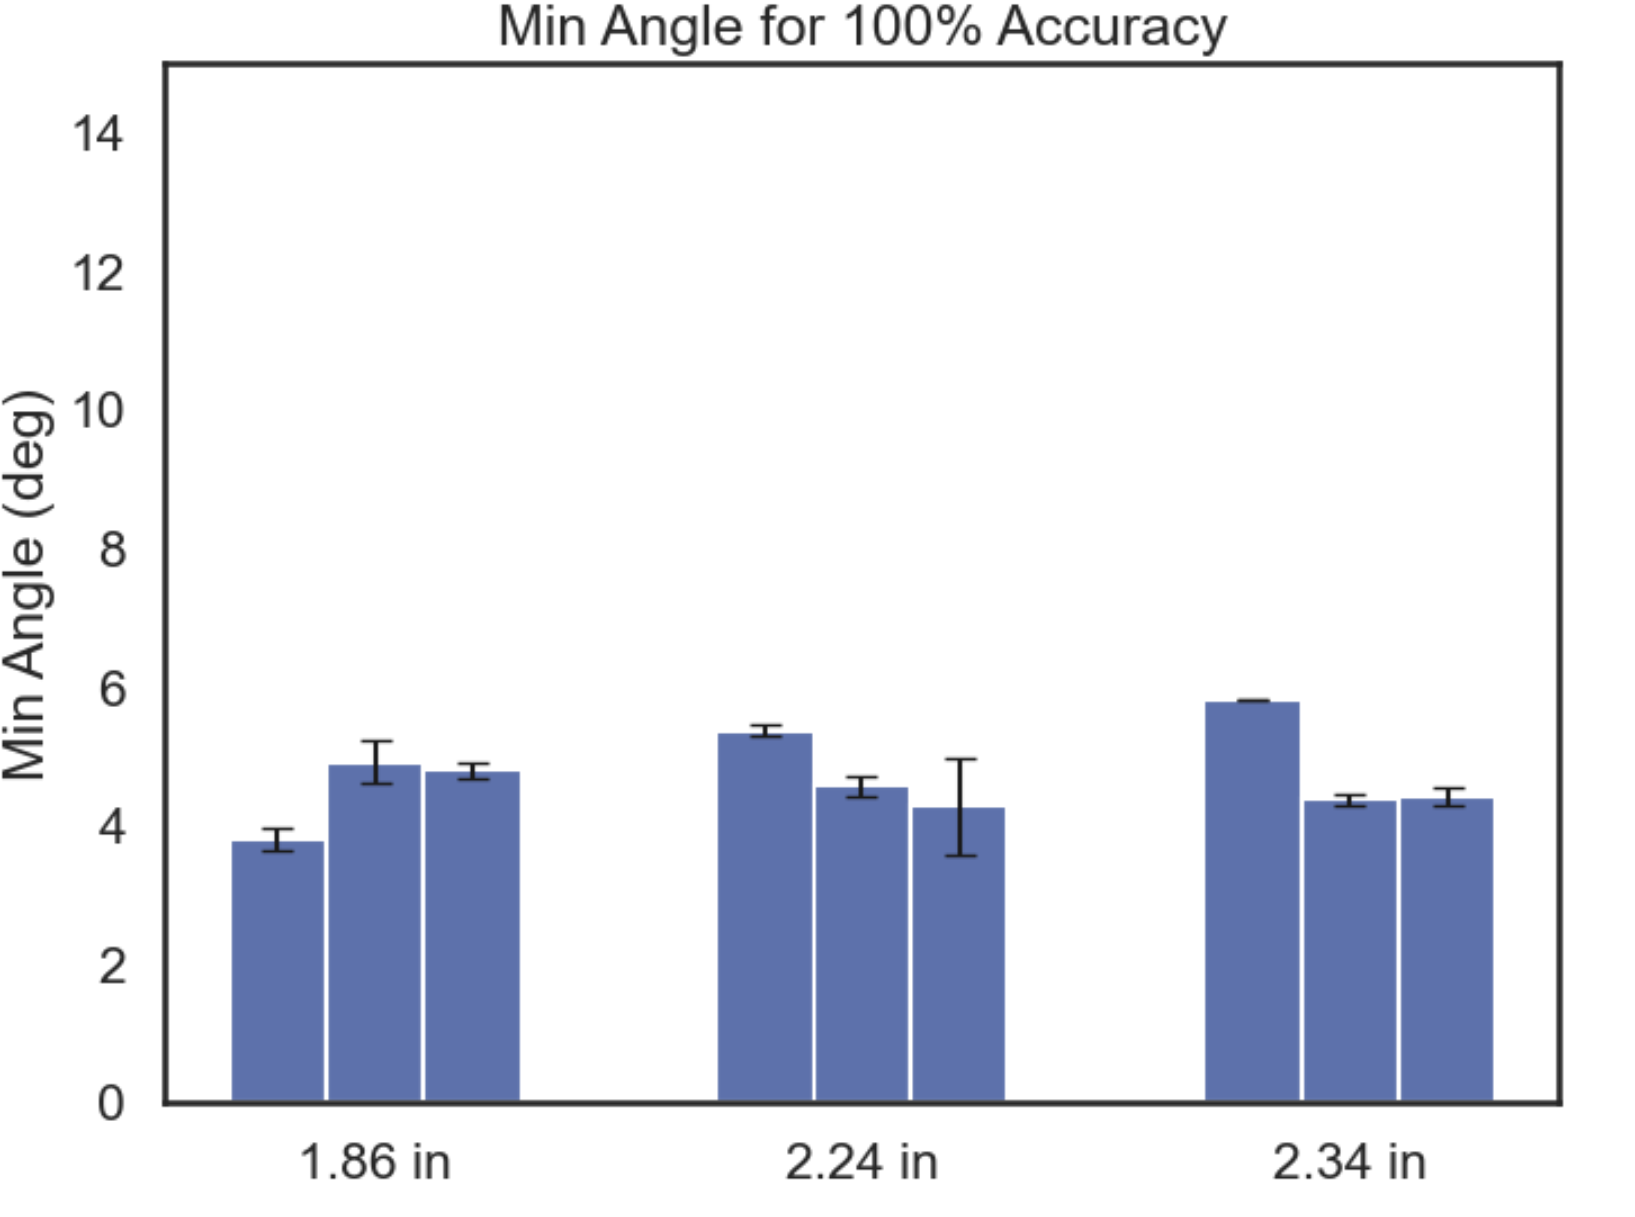 Min Angle for 100% Accuracy
Min Angle (deg)
14
12
10
8
6
4
2
0
1.86 in
2.24 in
2.34 in